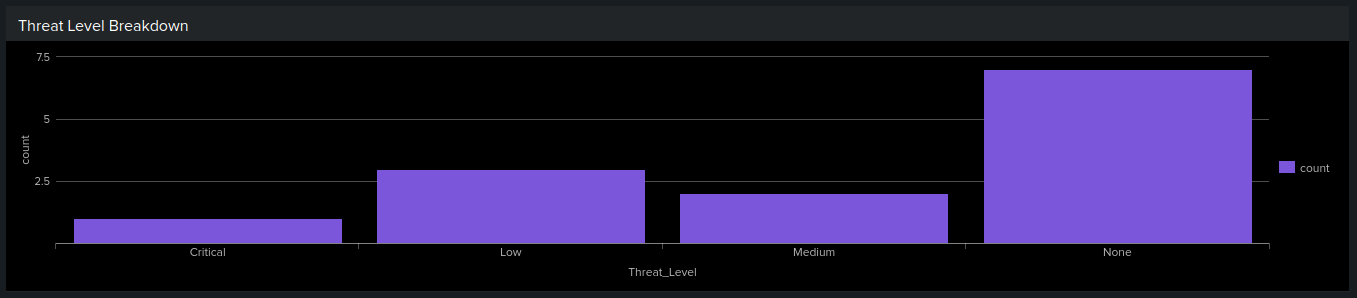 Threat Level Breakdown
7.5
5
2.5
count
Critical
Low
Medium
None
Threat_Level
count